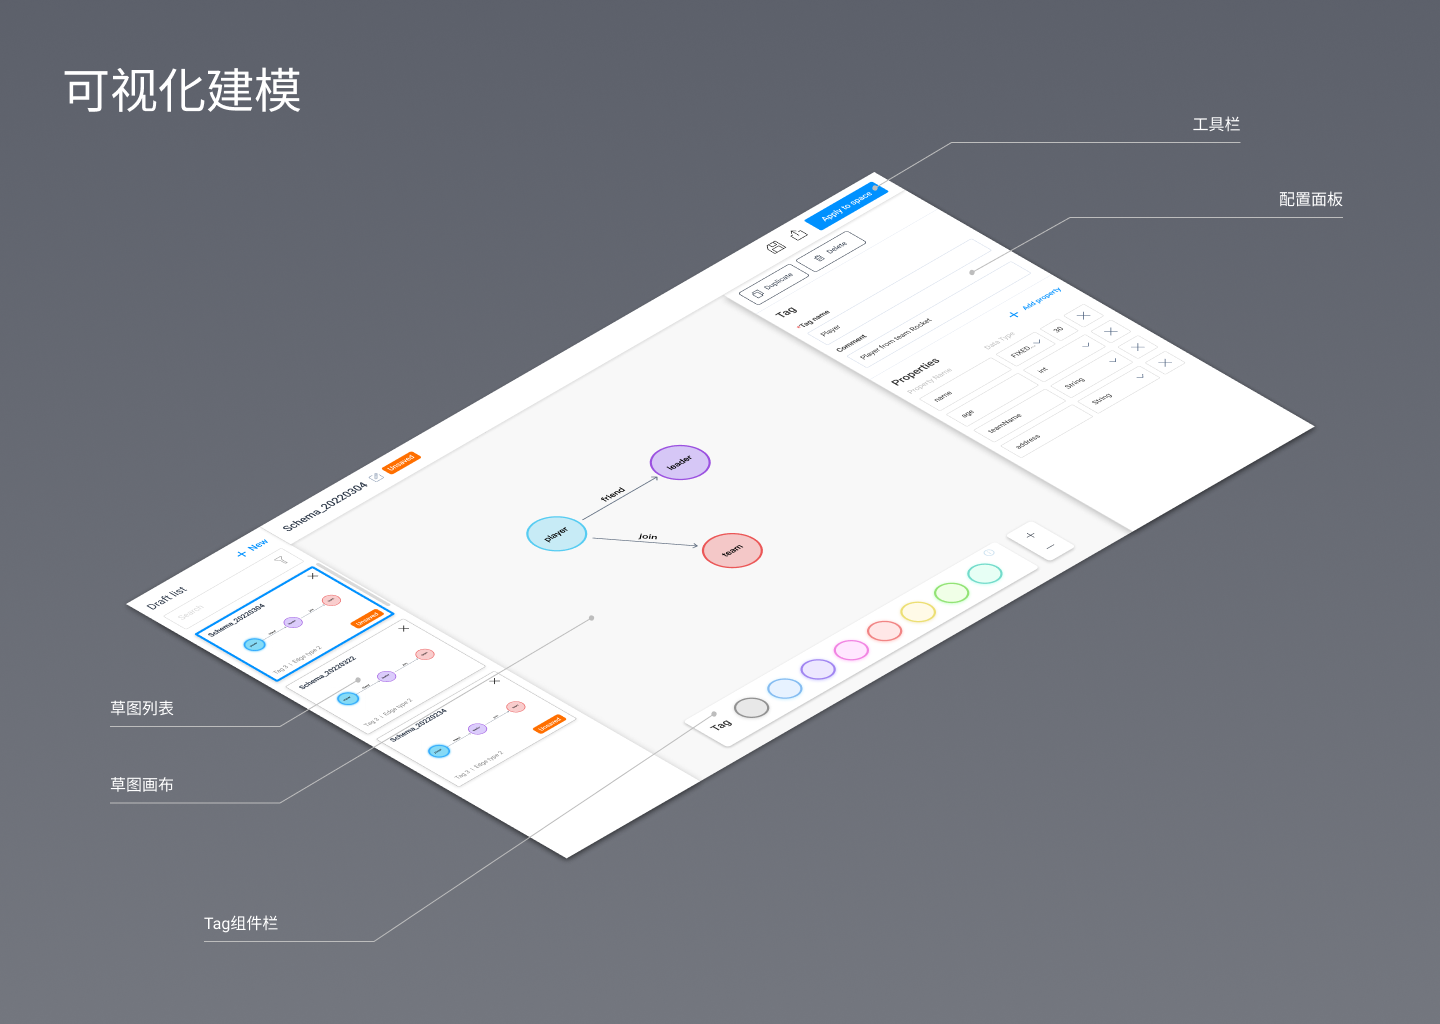 可视化建模
工具栏
配置面板
Apply to space
Duplicate
Delete
Tag
*Tag name
Player
Comment
Player from team Rocket
Add property
Properties
Property Name
Data Type
name
FIXED_...
30
age
int
teamName
String
address
String
Schema_20220304
Unsaved
leader
friend
player
join
team
Draft list
+ New
Search
Schema_20220304
Tag 3 | Edge type 2
Unsaved
Schema_20220322
Tag 3 | Edge type 2
Schema_20220234
Tag 3 | Edge type 2
Unsaved
Tag
草图列表
草图画布
Tag组件栏